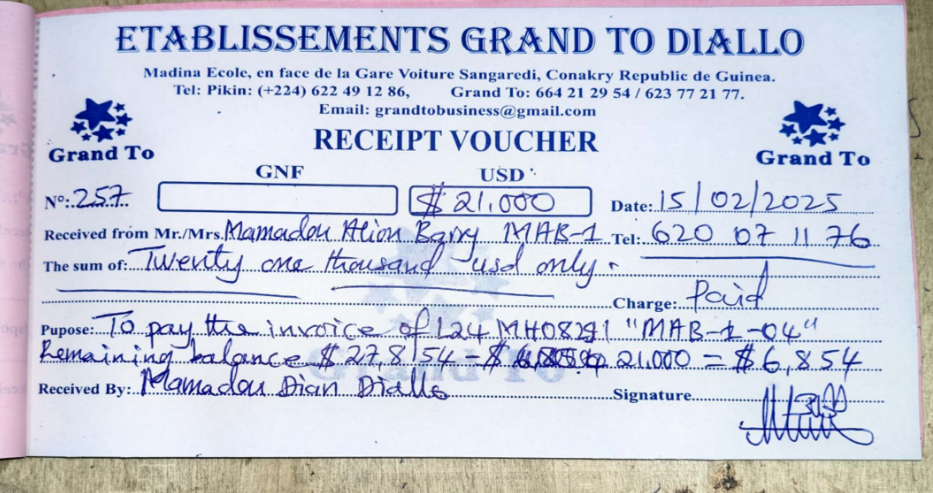 ETABLISSEMENTS GRAND TO DIALLO
Madina Ecole, en face de la Gare Voiture Sangaredi, Conakry Republic de Guinea.
Tel: Pikin: (+224) 622 49 12 86, Grand To: 664 21 29 54 / 623 77 21 77.
Email: grandtobusiness@gmail.com
Grand To
RECEIPT VOUCHER
Grand To
GNF USD
Nº: 257 $ 21.000 Date: 15/02/2025
Received from Mr./Mrs. Mamadou Alion Barry MAB-1 Tel: 620 07 11 76
The sum of: Twenty one thousand usd only.
Charge: Paid
Pupose: To pay the invoice of L24 "MAB-1-04"
Remaining balance $ 27,854 - $ 21.000 = $ 6,854
Received By: Mamadou Dian Diallo Signature
Grand To